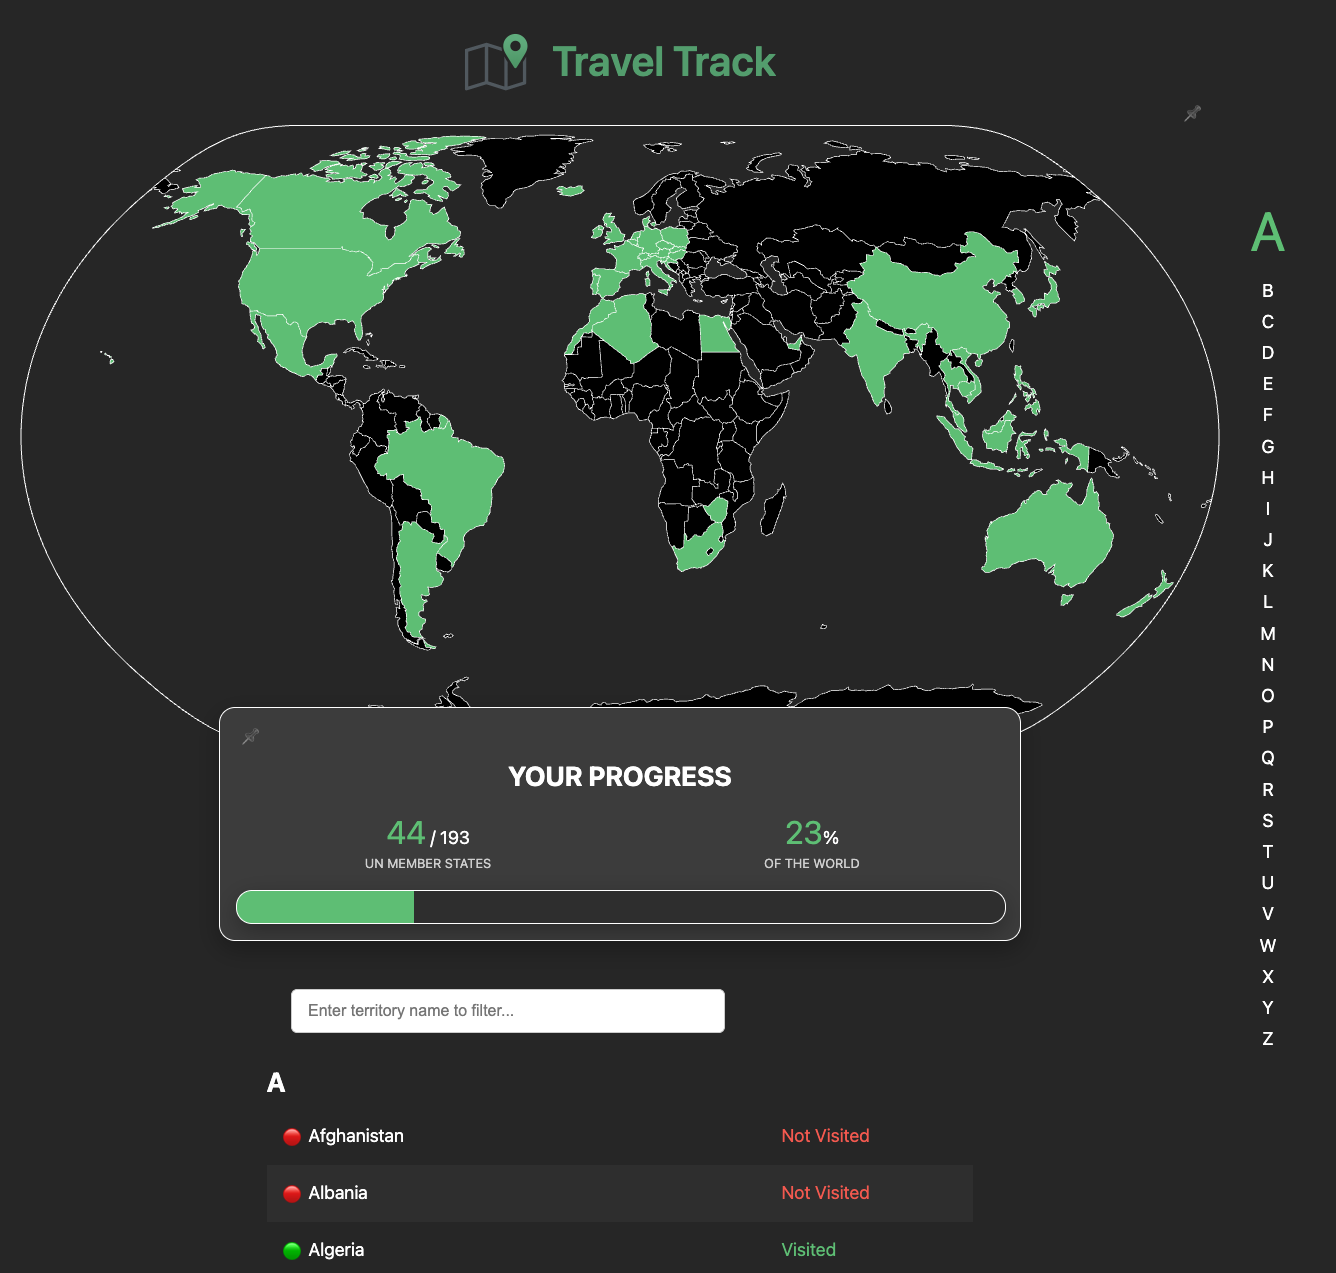 Travel Track
A
B
C
D
E
F
G
H
I
J
K
L
M
N
O
P
Q
R
S
T
U
V
W
X
Y
Z
YOUR PROGRESS
44 / 193
UN MEMBER STATES
23%
OF THE WORLD
Enter territory name to filter...
A
Afghanistan Not Visited
Albania Not Visited
Algeria Visited